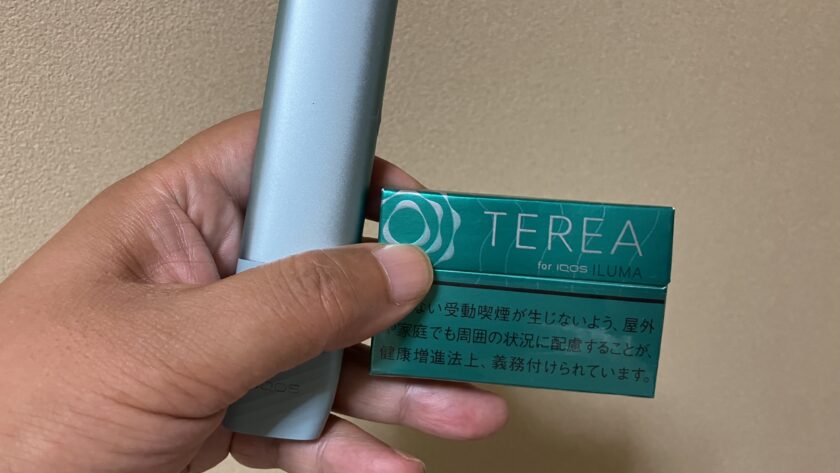 TEREA
for IQOS ILUMA
ない受動喫煙が生じないよう、屋外
や家庭でも周囲の状況に配慮することが、
健康増進法上、義務付けられています。
IQOS